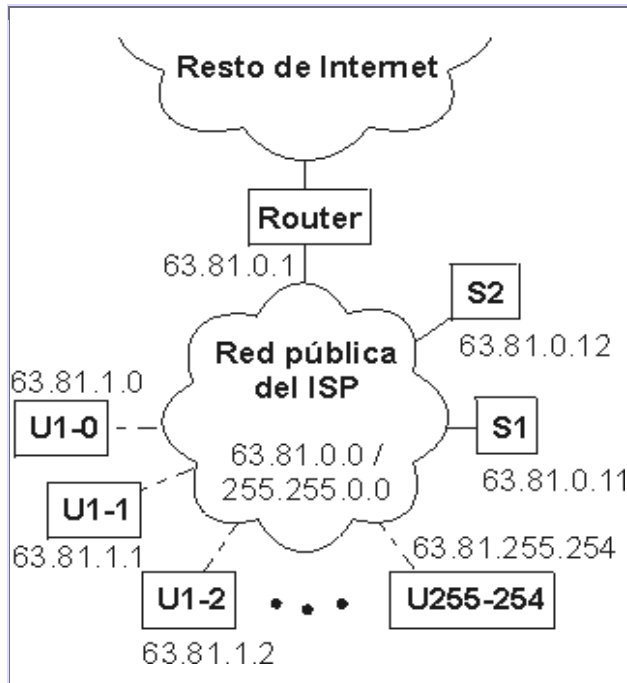 Resto de Internet
Router
63.81.0.1
S2
63.81.0.12
Red pública
del ISP
63.81.1.0
U1-0
S1
63.81.0.0 /
255.255.0.0
63.81.0.11
U1-1
63.81.1.1
63.81.255.254
U1-2
U255-254
63.81.1.2